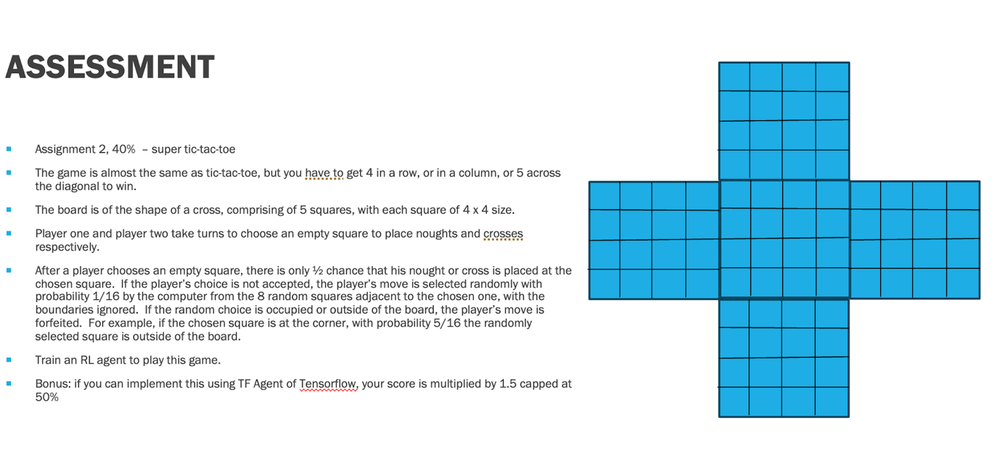 ASSESSMENT
Assignment 2, 40%  – super tic-tac-toe
The game is almost the same as tic-tac-toe, but you have to get 4 in a row, or in a column, or 5 across
the diagonal to win.
The board is of the shape of a cross, comprising of 5 squares, with each square of 4 x 4 size.
Player one and player two take turns to choose an empty square to place noughts and crosses
respectively.
After a player chooses an empty square, there is only ½ chance that his nought or cross is placed at the
chosen square.  If the player's choice is not accepted, the player's move is selected randomly with
probability 1/16 by the computer from the 8 random squares adjacent to the chosen one, with the
boundaries ignored.  If the random choice is occupied or outside of the board, the player's move is
forfeited.  For example, if the chosen square is at the corner, with probability 5/16 the randomly
selected square is outside of the board.
Train an RL agent to play this game.
Bonus: if you can implement this using TF Agent of Tensorflow, your score is multiplied by 1.5 capped at
50%